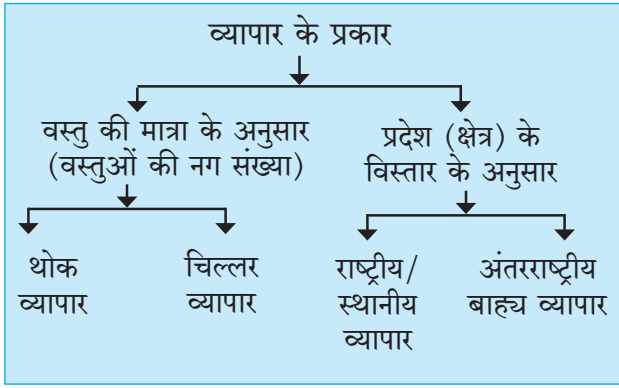 व्यापार के प्रकार
वस्तु की मात्रा के अनुसार
(वस्तुओं की नग संख्या)
प्रदेश (क्षेत्र) के
विस्तार के अनुसार
थोक
व्यापार
चिल्लर
व्यापार
राष्ट्रीय/
स्थानीय
व्यापार
अंतरराष्ट्रीय
बाह्य व्यापार